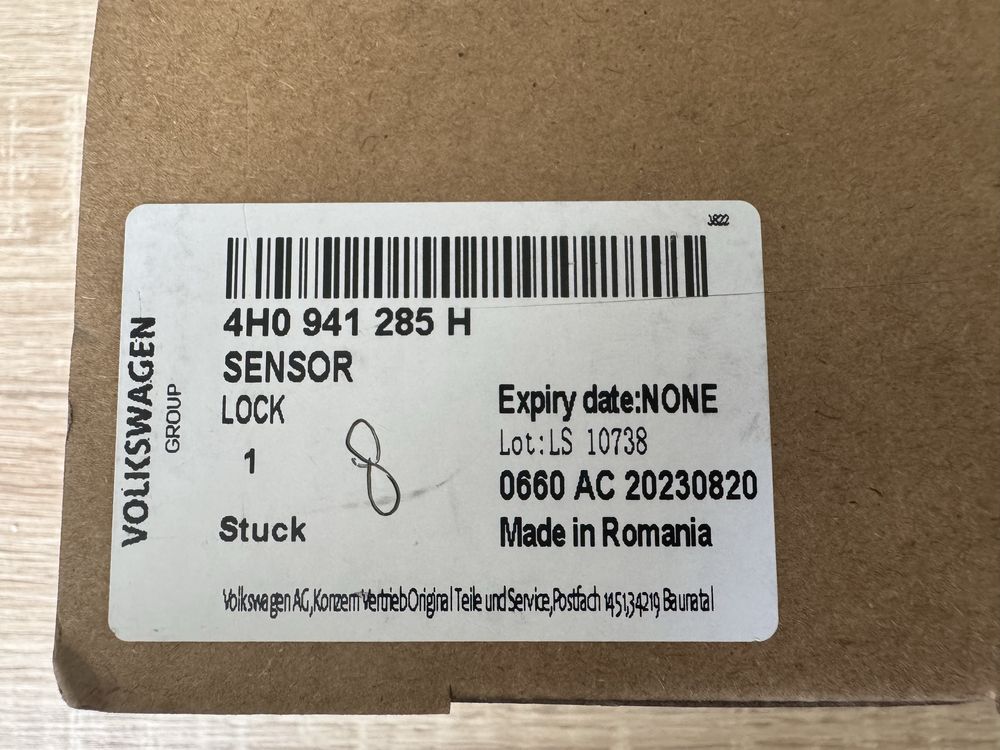 J822
4H0 941 285 H
SENSOR
LOCK
1
8
Stuck
Expiry date:NONE
Lot:LS 10738
0660 AC 20230820
Made in Romania
Volkswagen AG,Konzern Vertrieb Original Teile und Service,Postfach 1451,34219 Baunatal
VOLKSWAGEN
GROUP